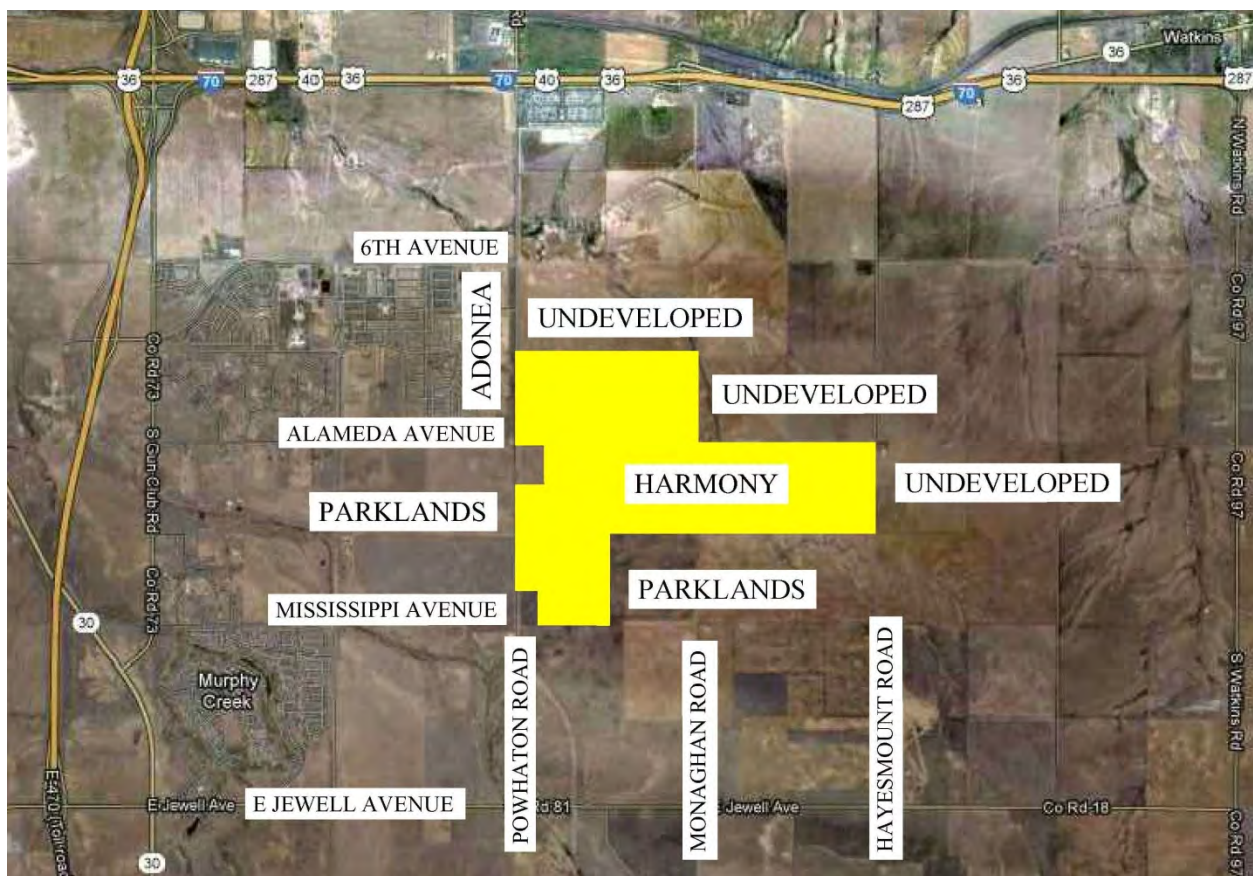 Rd
36
Watkins
36
70
287
40
36
70
40
36
287
70
36
287
N Watkins Rd
6TH AVENUE
ADONEA
UNDEVELOPED
Co Rd 97
Co Rd 73
UNDEVELOPED
ALAMEDA AVENUE
HARMONY
UNDEVELOPED
Co Rd 97
S Gun Club Rd
PARKLANDS
Co Rd 73
MISSISSIPPI AVENUE
PARKLANDS
30
Murphy
Creek
POWHATON ROAD
MONAGHAN ROAD
HAYESMOUNT ROAD
S Watkins Rd
E-470 (Tollroad
E Jewell Ave
E JEWELL AVENUE
Rd 81
E Jewell Ave
Co Rd-18
Co Rd 97
30